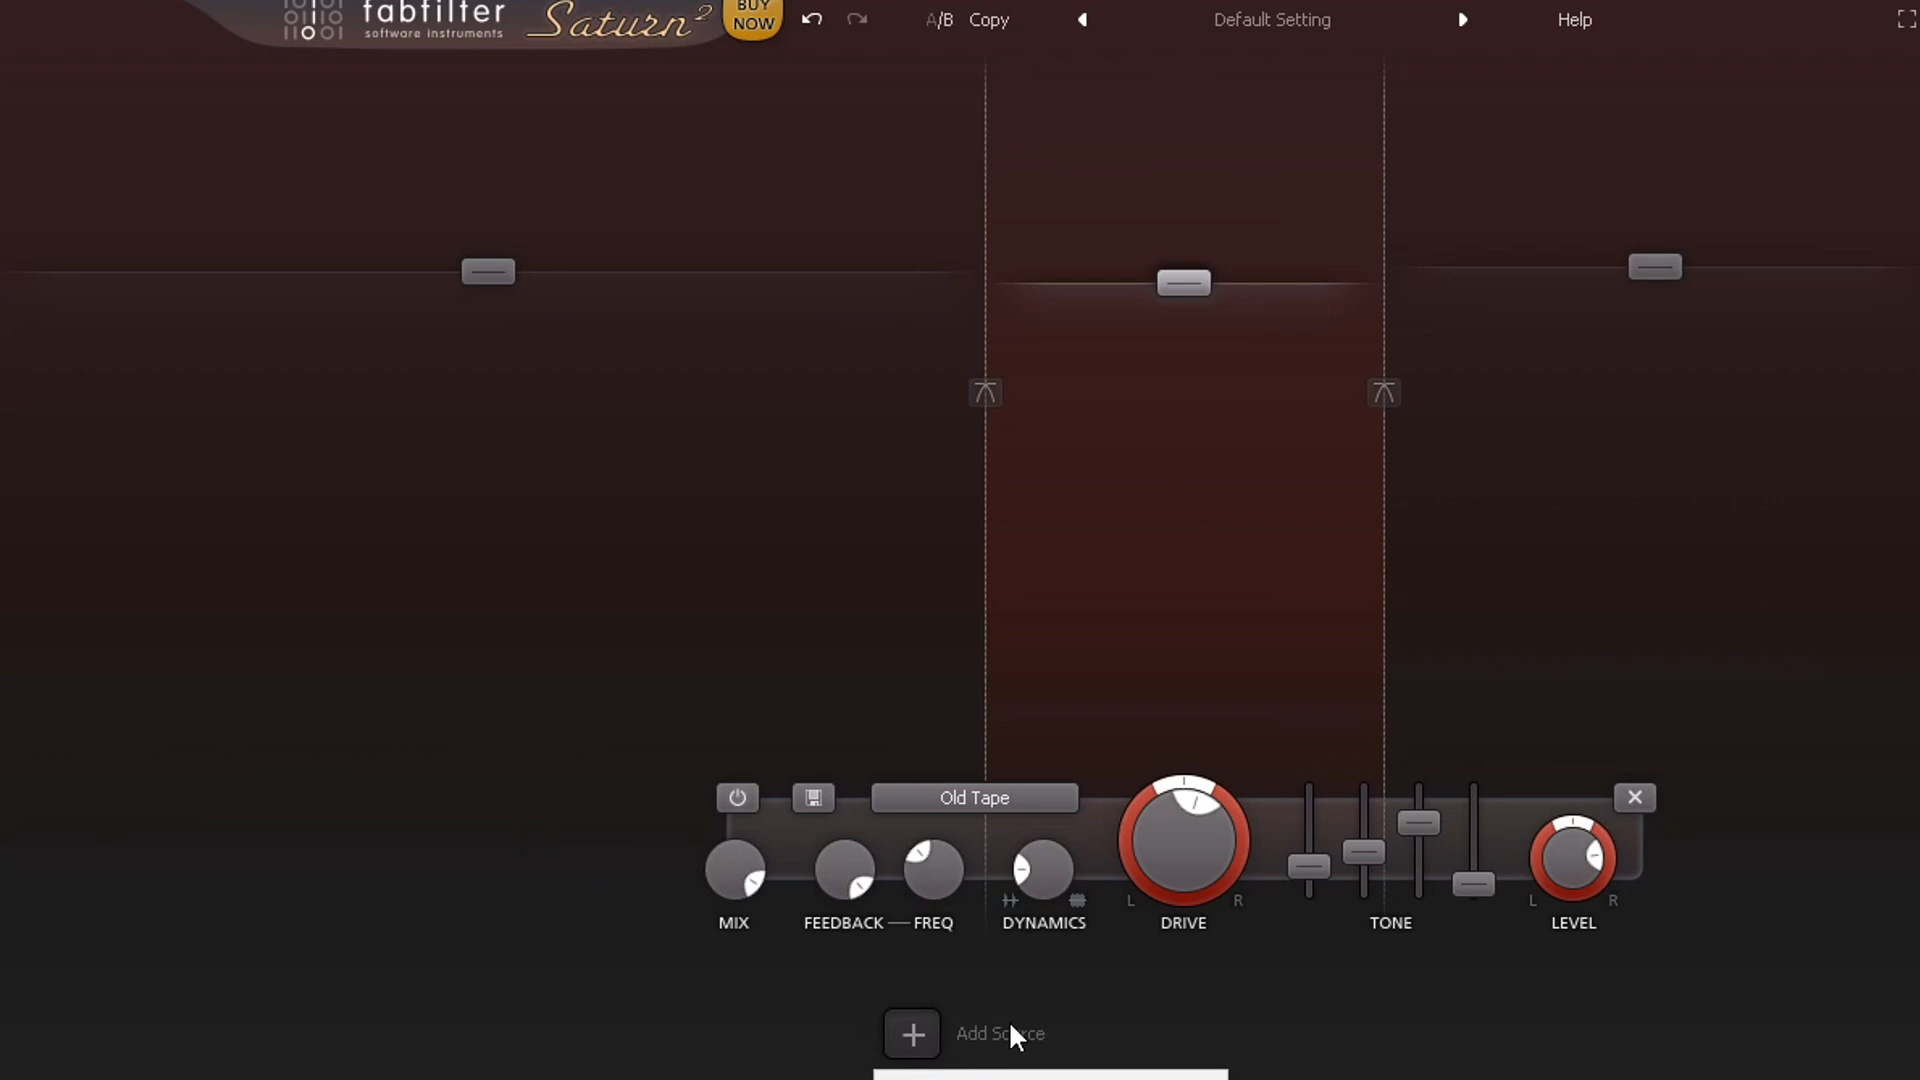 BUY NOW
fabfilter
software instruments
Saturn 2
A/B Copy Default Setting Help
Old Tape
L R L R
MIX FEEDBACK FREQ DYNAMICS DRIVE TONE LEVEL
Add Source